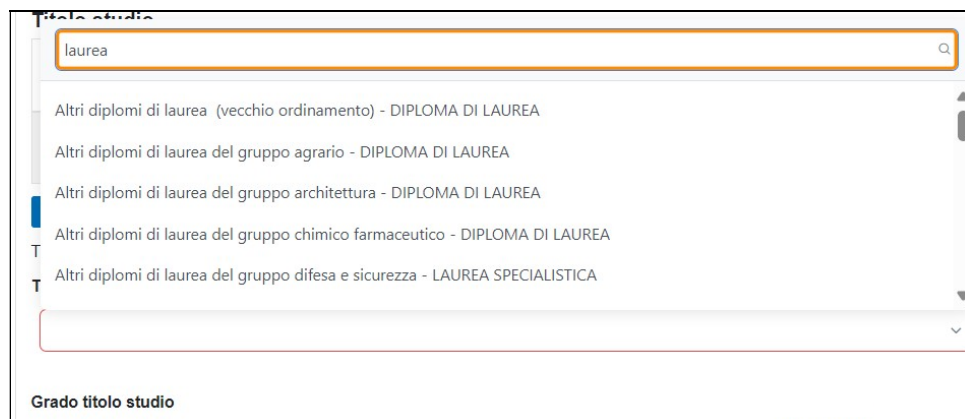 Titolo studio
laurea
Altri diplomi di laurea (vecchio ordinamento) - DIPLOMA DI LAUREA
Altri diplomi di laurea del gruppo agrario - DIPLOMA DI LAUREA
Altri diplomi di laurea del gruppo architettura - DIPLOMA DI LAUREA
Altri diplomi di laurea del gruppo chimico farmaceutico - DIPLOMA DI LAUREA
Altri diplomi di laurea del gruppo difesa e sicurezza - LAUREA SPECIALISTICA
Grado titolo studio